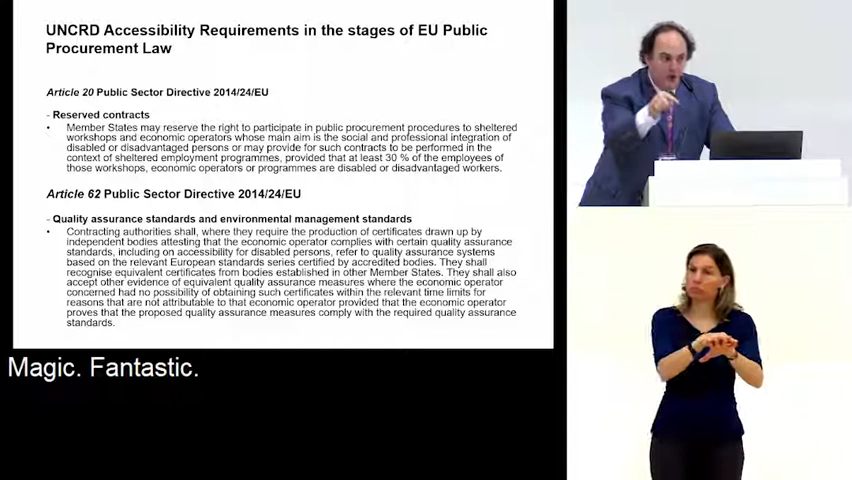 UNCRD Accessibility Requirements in the stages of EU Public
Procurement Law
Article 20 Public Sector Directive 2014/24/EU
- Reserved contracts
• Member States may reserve the right to participate in public procurement procedures to sheltered
workshops and economic operators whose main aim is the social and professional integration of
disabled or disadvantaged persons or may provide for such contracts to be performed in the
context of sheltered employment programmes, provided that at least 30 % of the employees of
those workshops, economic operators or programmes are disabled or disadvantaged workers.
Article 62 Public Sector Directive 2014/24/EU
- Quality assurance standards and environmental management standards
• Contracting authorities shall, where they require the production of certificates drawn up by
independent bodies attesting that the economic operator complies with certain quality assurance
standards, including on accessibility for disabled persons, refer to quality assurance systems
based on the relevant European standards series certified by accredited bodies. They shall
recognise equivalent certificates from bodies established in other Member States. They shall also
accept other evidence of equivalent quality assurance measures where the economic operator
concerned had no possibility of obtaining such certificates within the relevant time limits for
reasons that are not attributable to that economic operator provided that the economic operator
proves that the proposed quality assurance measures comply with the required quality assurance
standards.
Magic. Fantastic.